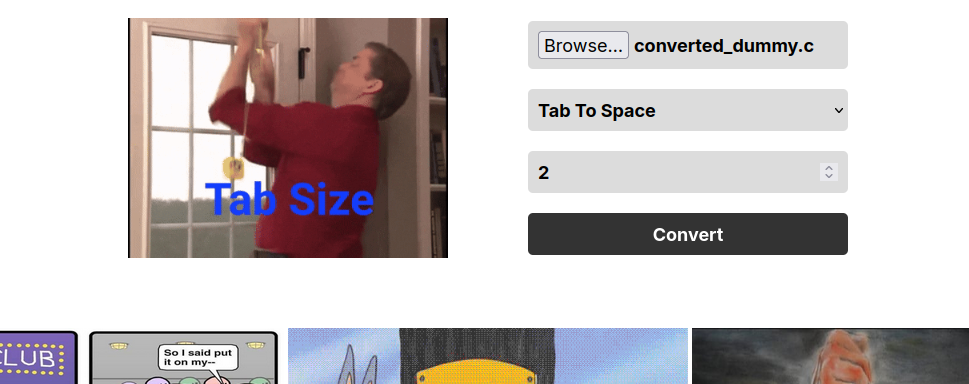 Browse... converted_dummy.c
Tab To Space
Tab Size
2
Convert
CLUB
So I said put
it on my--